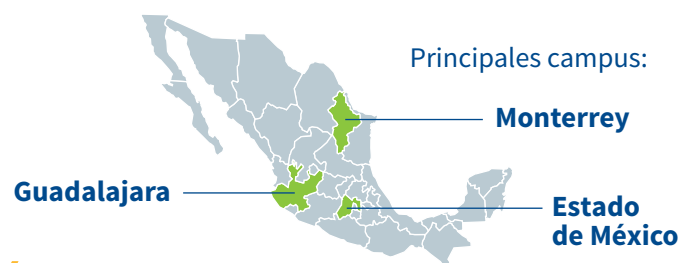 Principales campus:
Monterrey
Guadalajara
Estado
de México